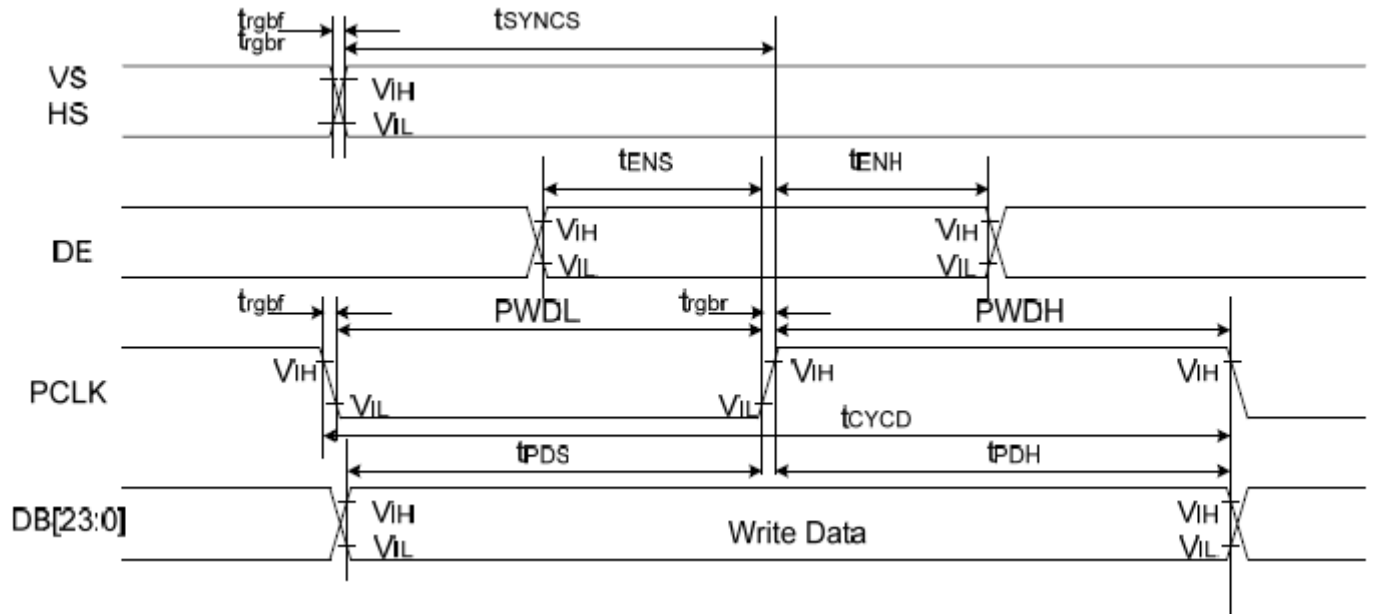 trgbf
trgbr
tSYNCS
VS
HS
VIH
VIL
tENS
tENH
DE
VIH
VIL
VIH
VIL
trgbf
PWDL
trgbr
PWDH
PCLK
VIH
VIL
VIL
VIH
VIH
tCYCD
tPDS
tPDH
DB[23:0]
VIH
VIL
Write Data
VIH
VIL